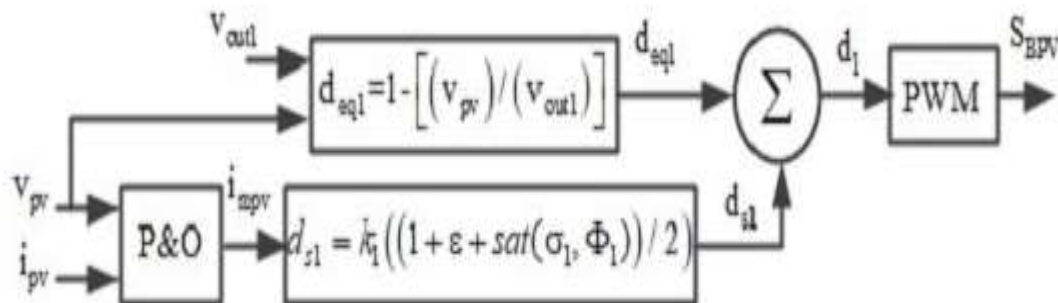 v_out1
d_eq1=1-[(v_pv)/(v_out1)]
d_eq1
Σ
d_1
PWM
S_BPV
v_pv
i_pv
P&O
i_mpv
d_s1 = k_1((1+ε+sat(σ_1,Φ_1))/2)
d_s1